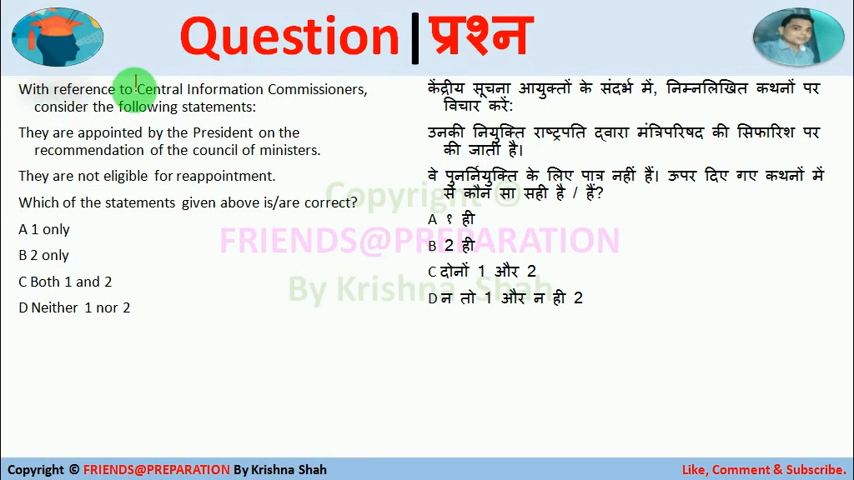 Question|प्रश्न
With reference to Central Information Commissioners,
consider the following statements:
They are appointed by the President on the
recommendation of the council of ministers.
They are not eligible for reappointment.
Which of the statements given above is/are correct?
A 1 only
B 2 only
C Both 1 and 2
D Neither 1 nor 2
केंद्रीय सूचना आयुक्तों के संदर्भ में, निम्नलिखित कथनों पर
विचार करें:
उनकी नियुक्ति राष्ट्रपति द्वारा मंत्रिपरिषद की सिफारिश पर
की जाती है।
वे पुनर्नियुक्ति के लिए पात्र नहीं हैं। ऊपर दिए गए कथनों में
से कौन सा सही है / हैं?
A १ ही
B 2 ही
C दोनों 1 और 2
D न तो 1 और न ही 2
Copyright ©
FRIENDS@PREPARATION
By Krishna Shah
Copyright © FRIENDS@PREPARATION By Krishna Shah
Like, Comment & Subscribe.